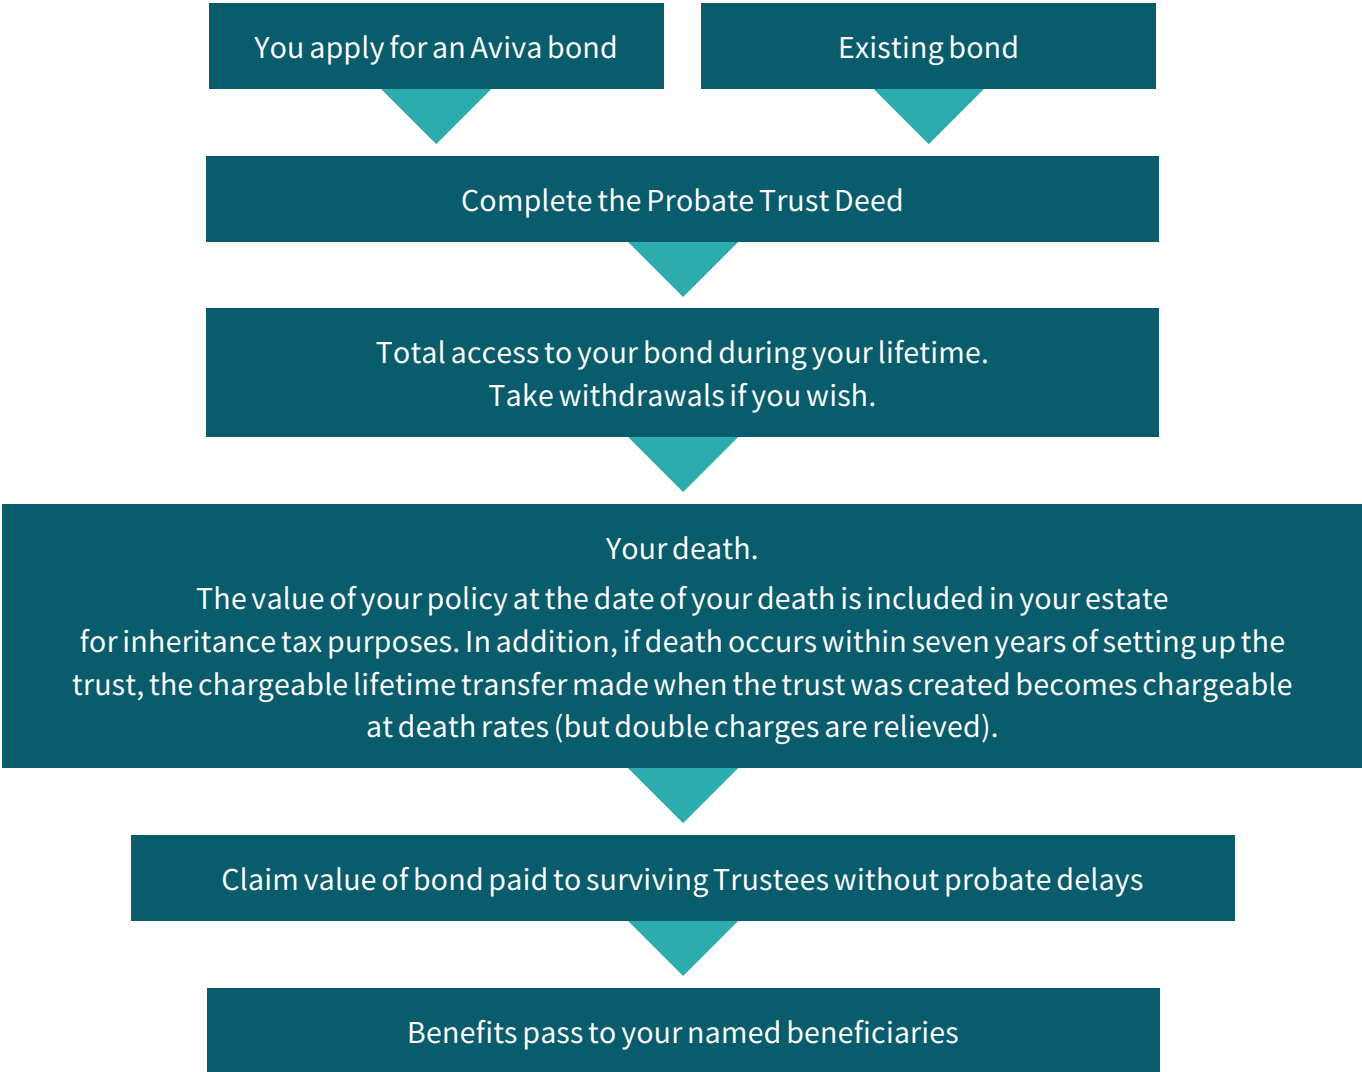 You apply for an Aviva bond
Existing bond
Complete the Probate Trust Deed
Total access to your bond during your lifetime.
Take withdrawals if you wish.
Your death.
The value of your policy at the date of your death is included in your estate
for inheritance tax purposes. In addition, if death occurs within seven years of setting up the
trust, the chargeable lifetime transfer made when the trust was created becomes chargeable
at death rates (but double charges are relieved).
Claim value of bond paid to surviving Trustees without probate delays
Benefits pass to your named beneficiaries